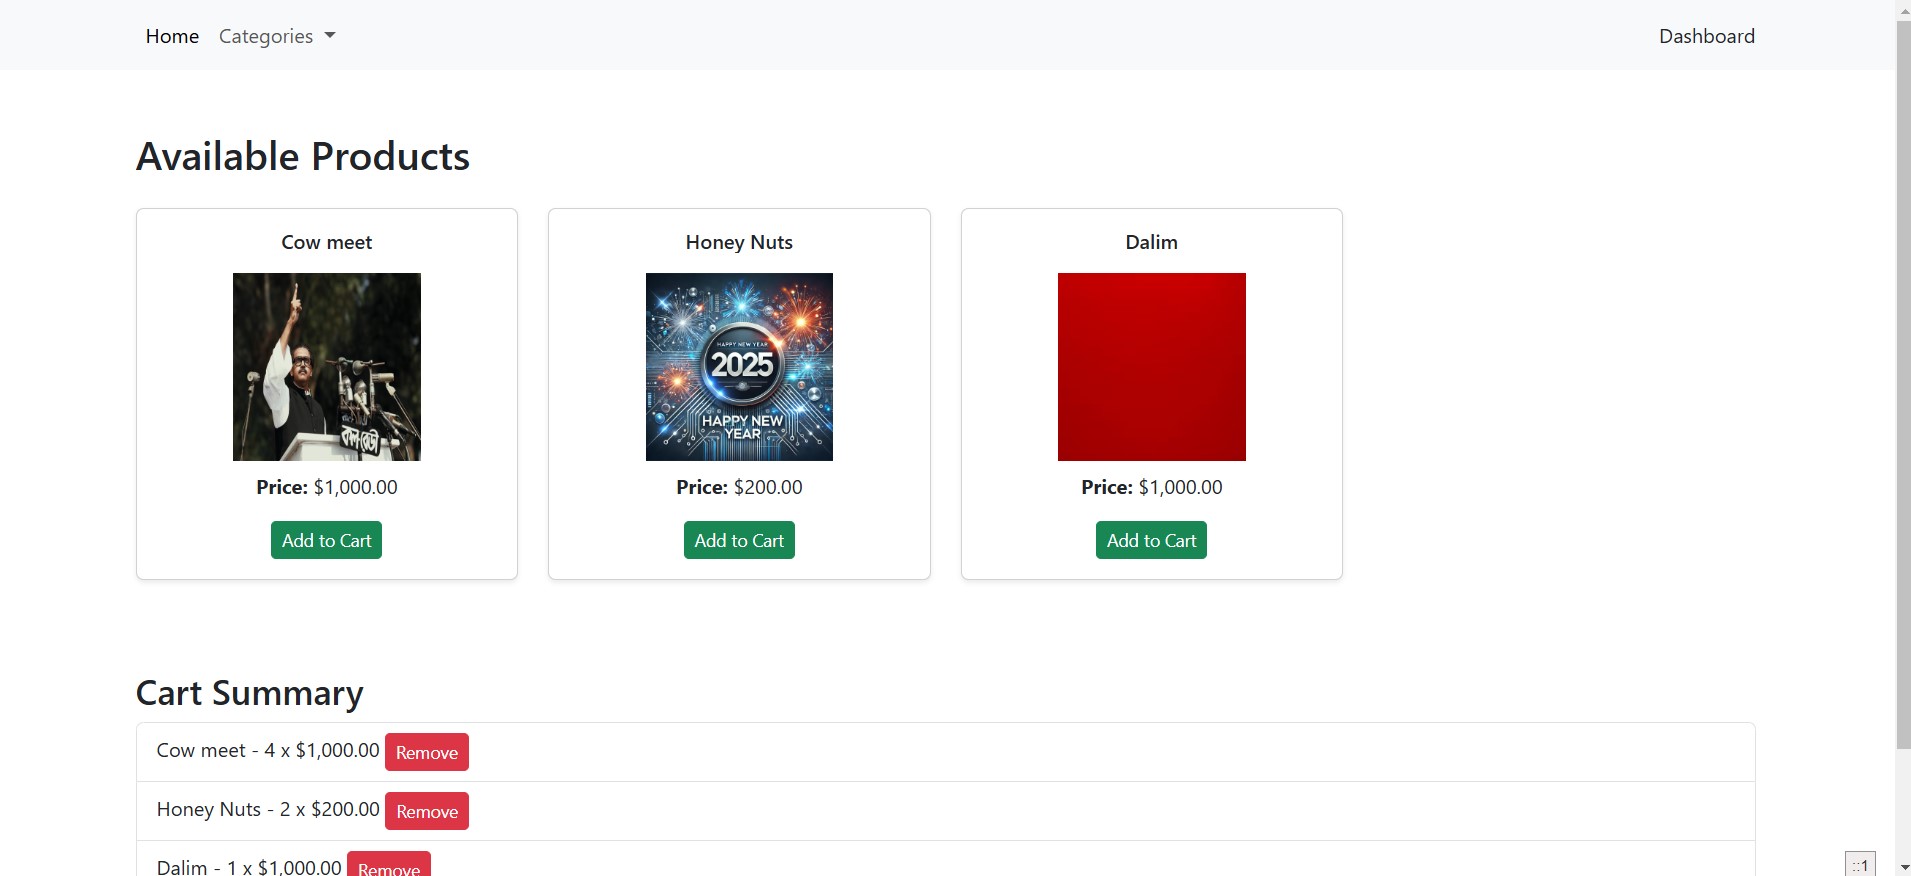 Home Categories Dashboard
Available Products
Cow meet
Honey Nuts
Dalim
HAPPY NEW YEAR
2025
HAPPY NEW
YEAR
Price: $1,000.00
Price: $200.00
Price: $1,000.00
Add to Cart
Add to Cart
Add to Cart
Cart Summary
Cow meet - 4 x $1,000.00 Remove
Honey Nuts - 2 x $200.00 Remove
Dalim - 1 x $1,000.00 Remove
::1